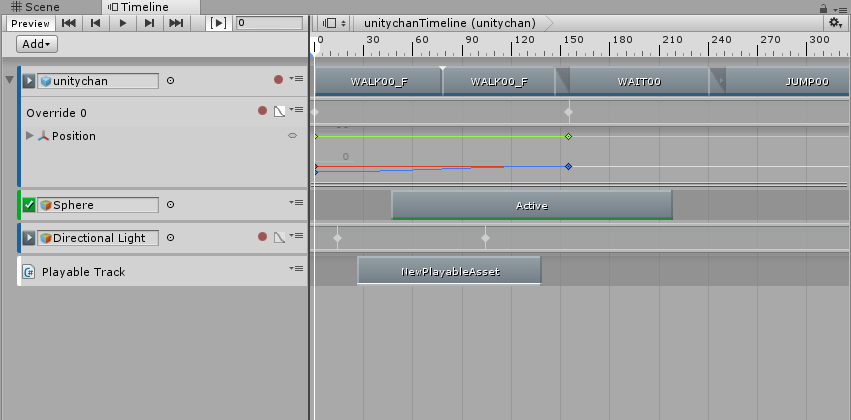 Scene Timeline
Preview 0 unitychanTimeline (unitychan)
Add
0 30 60 90 120 150 180 210 240 270 300
unitychan WALK00_F WALK00_F WAIT00 JUMP00
Override 0
Position
0
Sphere Active
Directional Light
Playable Track NewPlayableAsset